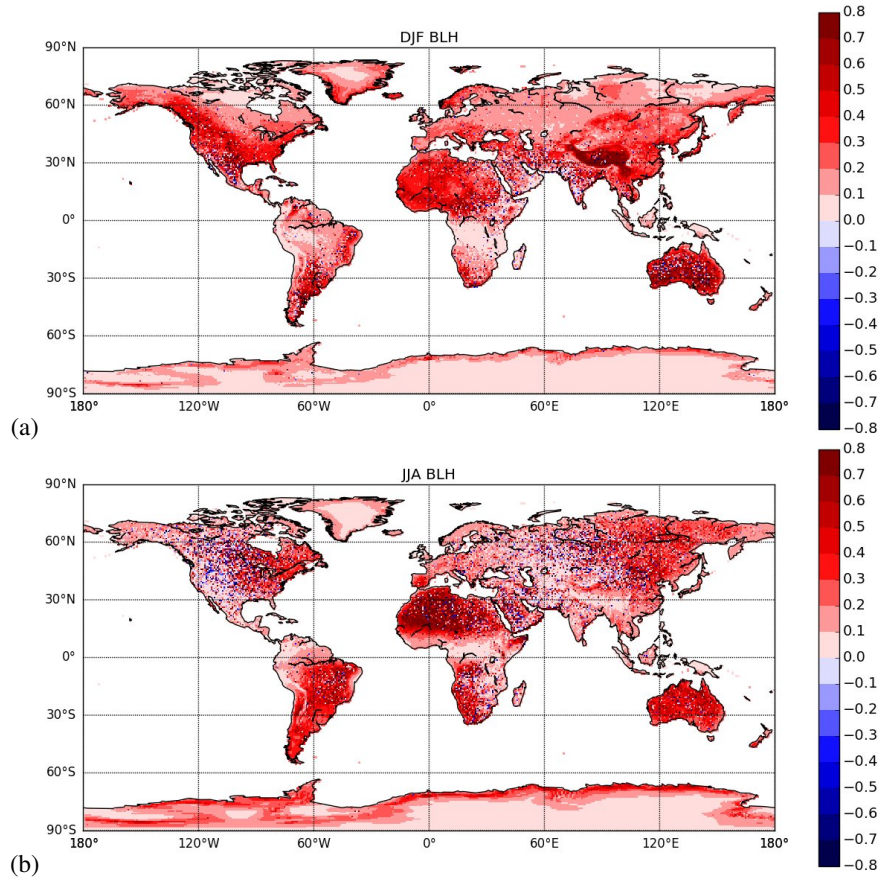 DJF BLH
90°N
60°N
30°N
0°
30°S
60°S
90°S
180° 120°W 60°W 0° 60°E 120°E 180°
0.8
0.7
0.6
0.5
0.4
0.3
0.2
0.1
0.0
−0.1
−0.2
−0.3
−0.4
−0.5
−0.6
−0.7
−0.8
(a)
JJA BLH
90°N
60°N
30°N
0°
30°S
60°S
90°S
180° 120°W 60°W 0° 60°E 120°E 180°
0.8
0.7
0.6
0.5
0.4
0.3
0.2
0.1
0.0
−0.1
−0.2
−0.3
−0.4
−0.5
−0.6
−0.7
−0.8
(b)